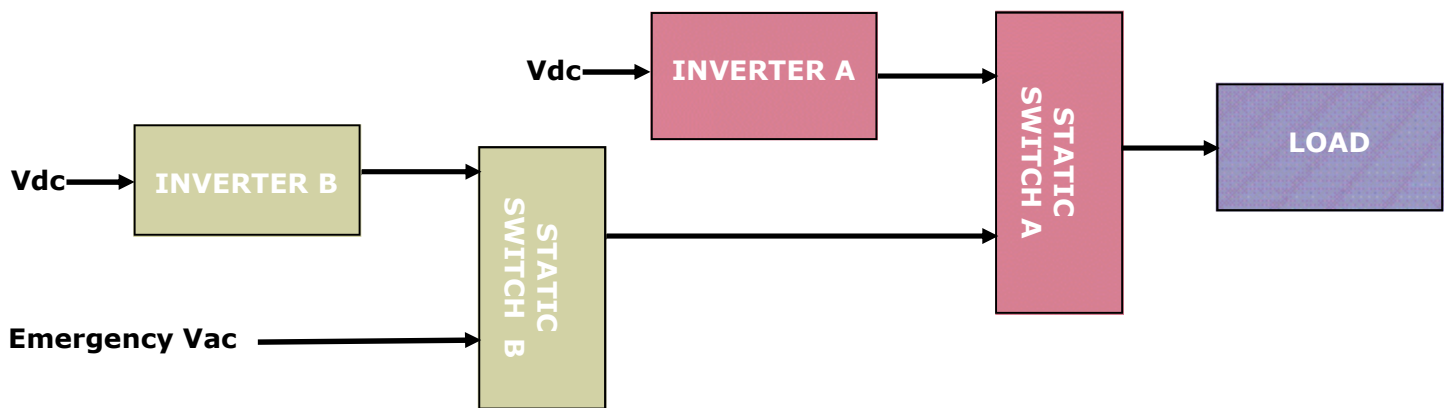 Vdc
INVERTER A
STATIC
SWITCH A
LOAD
Vdc
INVERTER B
STATIC
SWITCH B
Emergency Vac